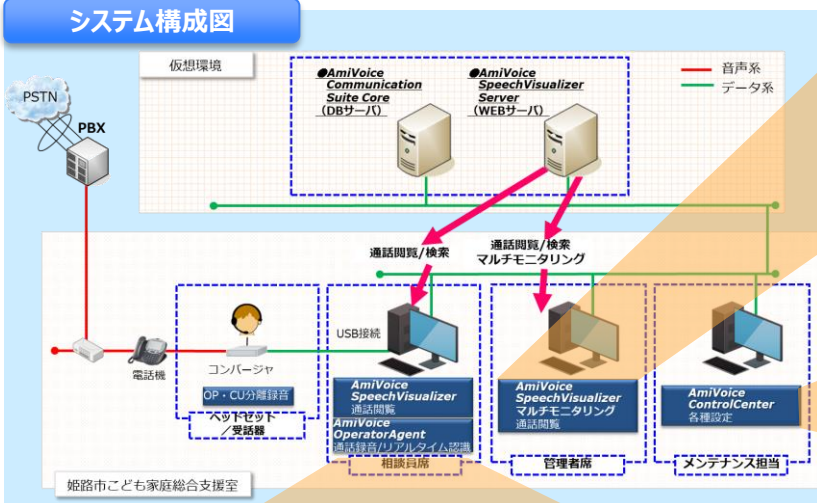 システム構成図
仮想環境
●AmiVoice
Communication
Suite Core
（DBサーバ）
●AmiVoice
SpeechVisualizer
Server
（WEBサーバ）
音声系
データ系
PSTN
PBX
通話閲覧/検索
通話閲覧/検索
マルチモニタリング
電話機
コンバージャ
OP・CU分離録音
ヘッドセット
／受話器
USB接続
AmiVoice
SpeechVisualizer
通話閲覧
AmiVoice
OperatorAgent
通話録音/リアルタイム認識
相談員席
AmiVoice
SpeechVisualizer
マルチモニタリング
通話閲覧
管理者席
AmiVoice
ControlCenter
各種設定
メンテナンス担当
姫路市こども家庭総合支援室